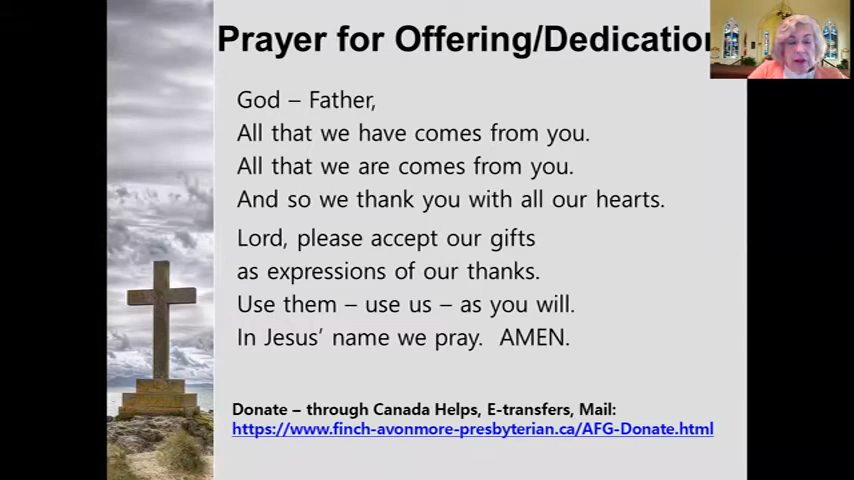 Prayer for Offering/Dedication
God – Father,
All that we have comes from you.
All that we are comes from you.
And so we thank you with all our hearts.
Lord, please accept our gifts
as expressions of our thanks.
Use them – use us – as you will.
In Jesus’ name we pray.  AMEN.
Donate – through Canada Helps, E-transfers, Mail:
https://www.finch-avonmore-presbyterian.ca/AFG-Donate.html